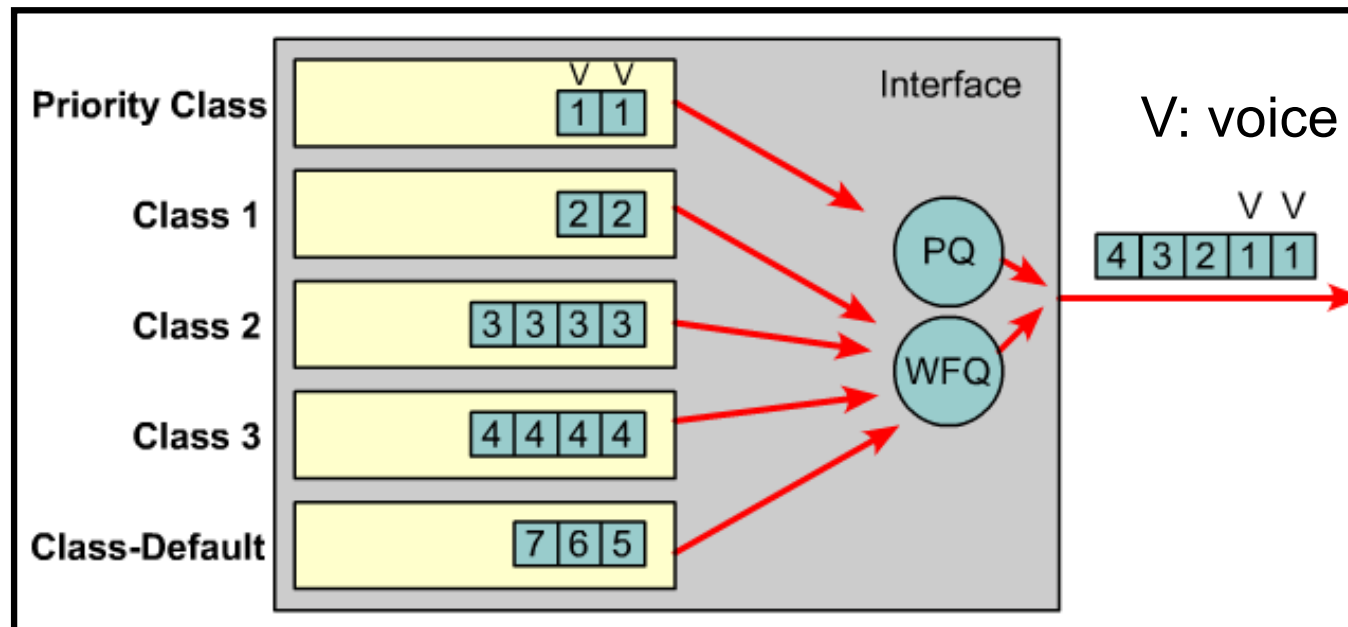 V V
Priority Class 1 1
Interface
V: voice
Class 1 2 2
V V
PQ
4 3 2 1 1
Class 2 3 3 3 3
WFQ
Class 3 4 4 4 4
Class-Default 7 6 5